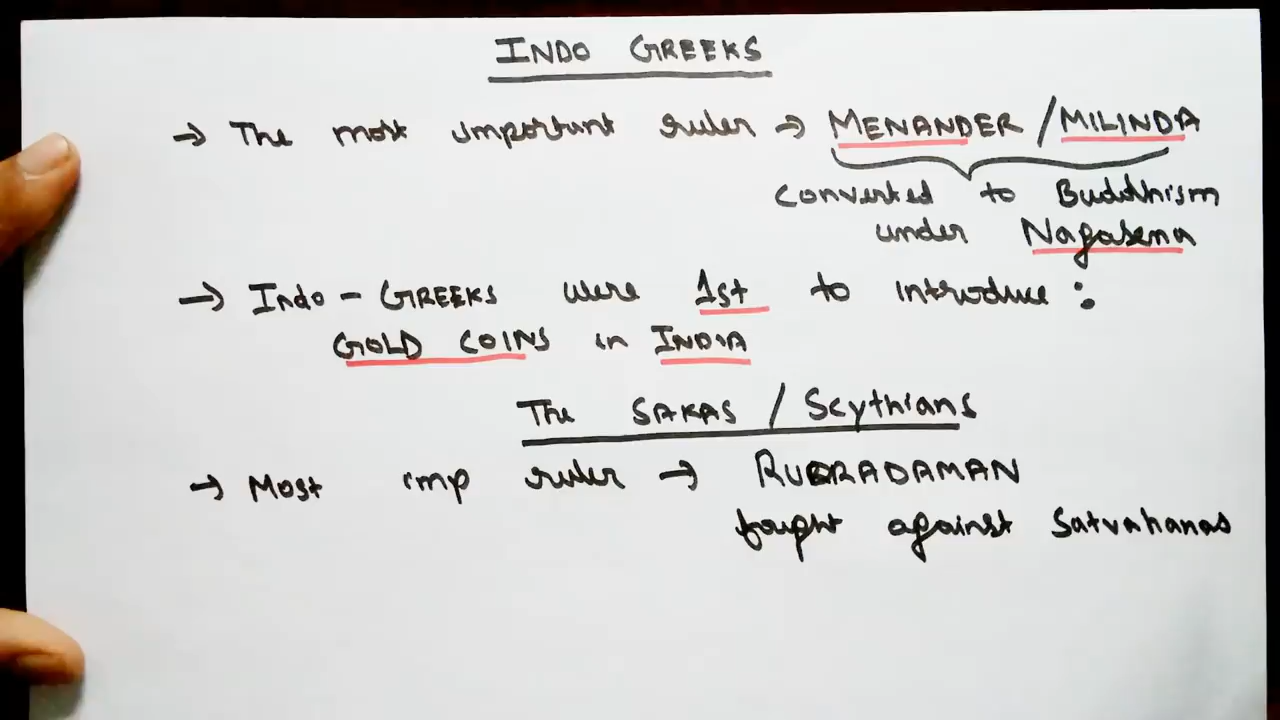 INDO GREEKS
→ The most important ruler → MENANDER / MILINDA
converted to Buddhism
under Nagasena
→ Indo - GREEKS were 1st to introduce :
GOLD COINS in INDIA
The SAKAS / Scythians
→ Most imp ruler → RUDRADAMAN
fought against Satvahanas